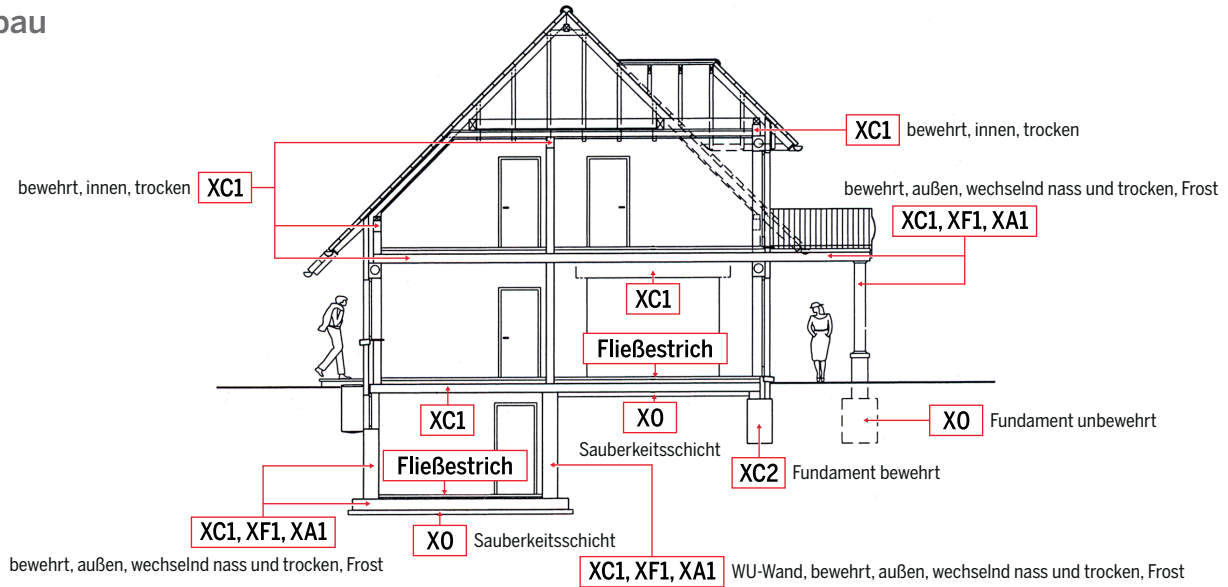 bau
XC1 bewehrt, innen, trocken
bewehrt, innen, trocken XC1
bewehrt, außen, wechselnd nass und trocken, Frost
XC1, XF1, XA1
XC1
Fließestrich
XC1
X0
X0 Fundament unbewehrt
Sauberkeitsschicht
Fließestrich
XC2 Fundament bewehrt
XC1, XF1, XA1
X0 Sauberkeitsschicht
bewehrt, außen, wechselnd nass und trocken, Frost
XC1, XF1, XA1 WU-Wand, bewehrt, außen, wechselnd nass und trocken, Frost